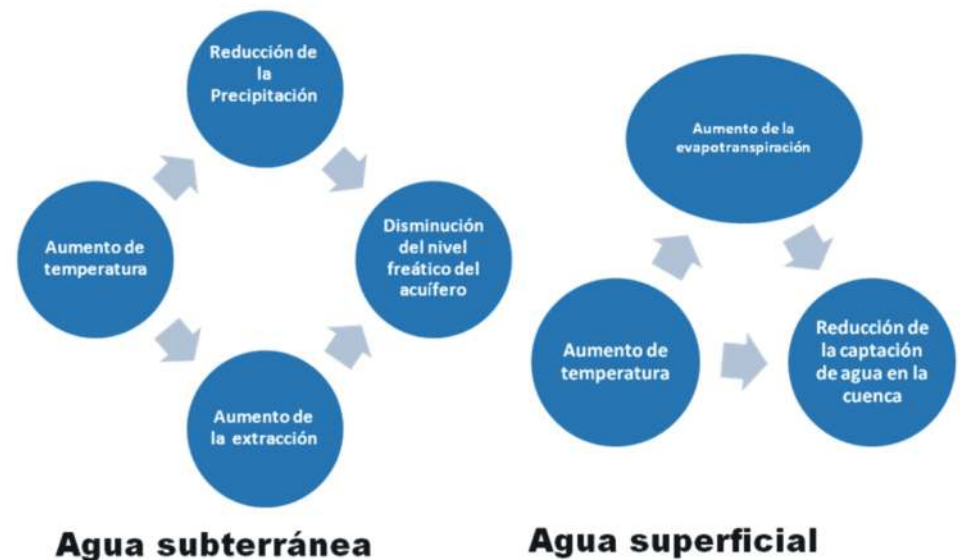 Reducción de
la
Precipitación
Aumento de
temperatura
Disminución
del nivel
freático del
acuífero
Aumento de
la extracción
Agua subterránea
Aumento de la
evapotranspiración
Aumento de
temperatura
Reducción de
la captación
de agua en la
cuenca
Agua superficial